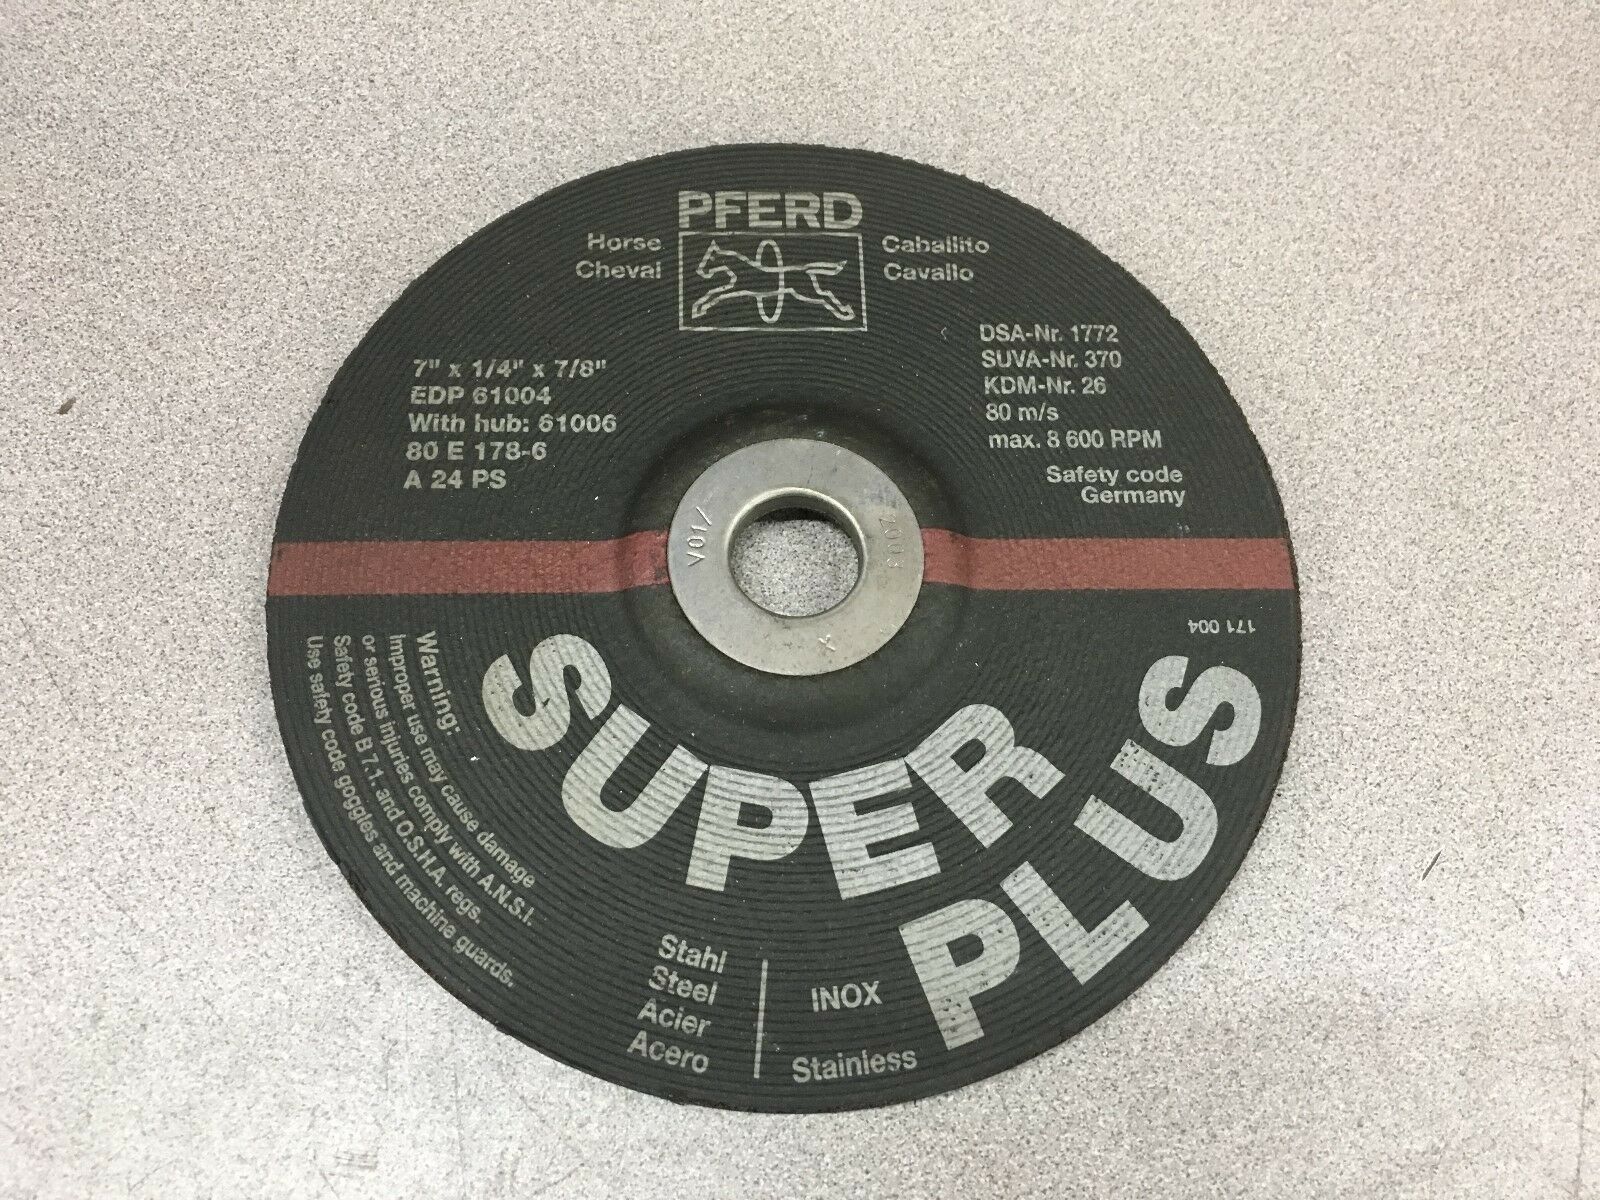 PFERD
Horse
Cheval
Caballito
Cavallo
7" x 1/4" x 7/8"
EDP 61004
With hub: 61006
80 E 178-6
A 24 PS
DSA-Nr. 1772
SUVA-Nr. 370
KDM-Nr. 26
80 m/s
max. 8 600 RPM
Safety code
Germany
V01/
2003
171 004
SUPER
PLUS
Warning:
Improper use may cause damage
or serious injuries comply with A.N.S.I.
Safety code B 7.1. and O.S.H.A. regs.
Use safety code goggles and machine guards.
Stahl
Steel
Acier
Acero
INOX
Stainless